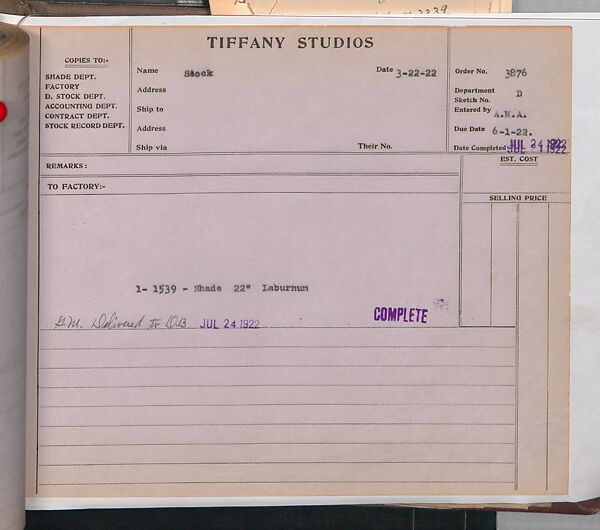 TIFFANY STUDIOS
COPIES TO:-
SHADE DEPT.
FACTORY
D. STOCK DEPT.
ACCOUNTING DEPT.
CONTRACT DEPT.
STOCK RECORD DEPT.
Name Stock Date 3-22-22
Address
Ship to
Address
Ship via Their No.
Order No. 3876
Department D
Sketch No.
Entered by A.M.A.
Due Date 6-1-22.
Date Completed JUL 24 1922
REMARKS:
EST. COST
TO FACTORY:-
SELLING PRICE
1- 1539 - Shade 22" Laburnum
G.M. Delivered to JUL 24 1922
COMPLETE